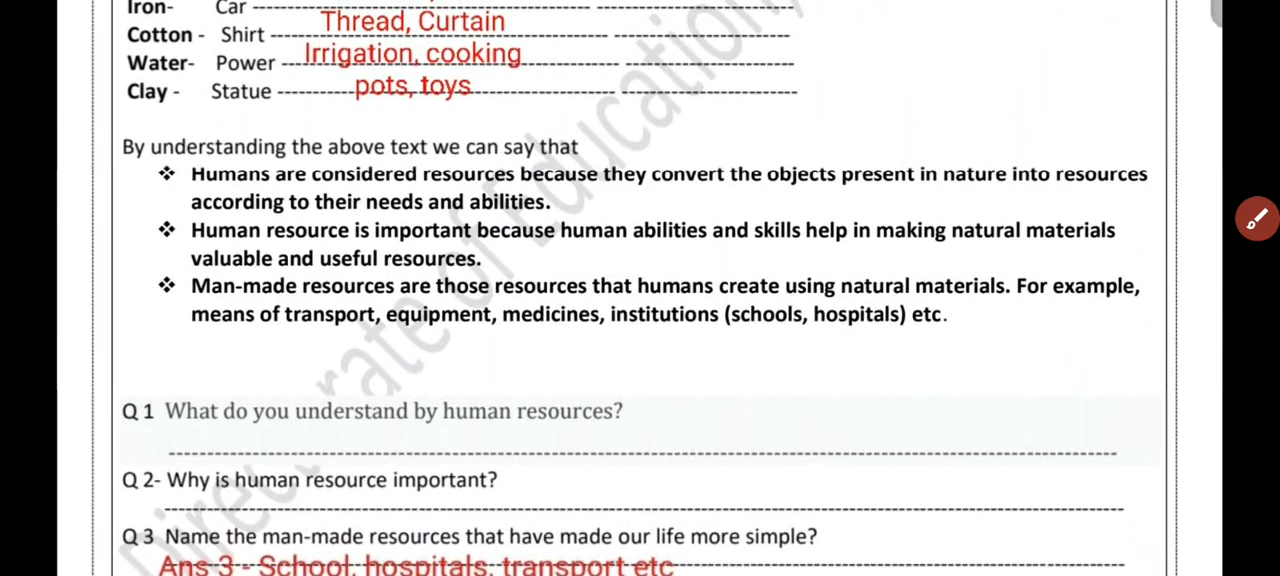 Iron- Car ---------- ----------
Thread, Curtain
Cotton - Shirt ---------- ----------
Irrigation, cooking
Water- Power ---------- ----------
Clay - Statue ---------- pots, toys ---------- ----------
By understanding the above text we can say that
❖ Humans are considered resources because they convert the objects present in nature into resources
according to their needs and abilities.
❖ Human resource is important because human abilities and skills help in making natural materials
valuable and useful resources.
❖ Man-made resources are those resources that humans create using natural materials. For example,
means of transport, equipment, medicines, institutions (schools, hospitals) etc.
Q 1 What do you understand by human resources?
Q 2- Why is human resource important?
Q 3 Name the man-made resources that have made our life more simple?
Ans 3 - School, hospitals, transport etc
Directorate of Education